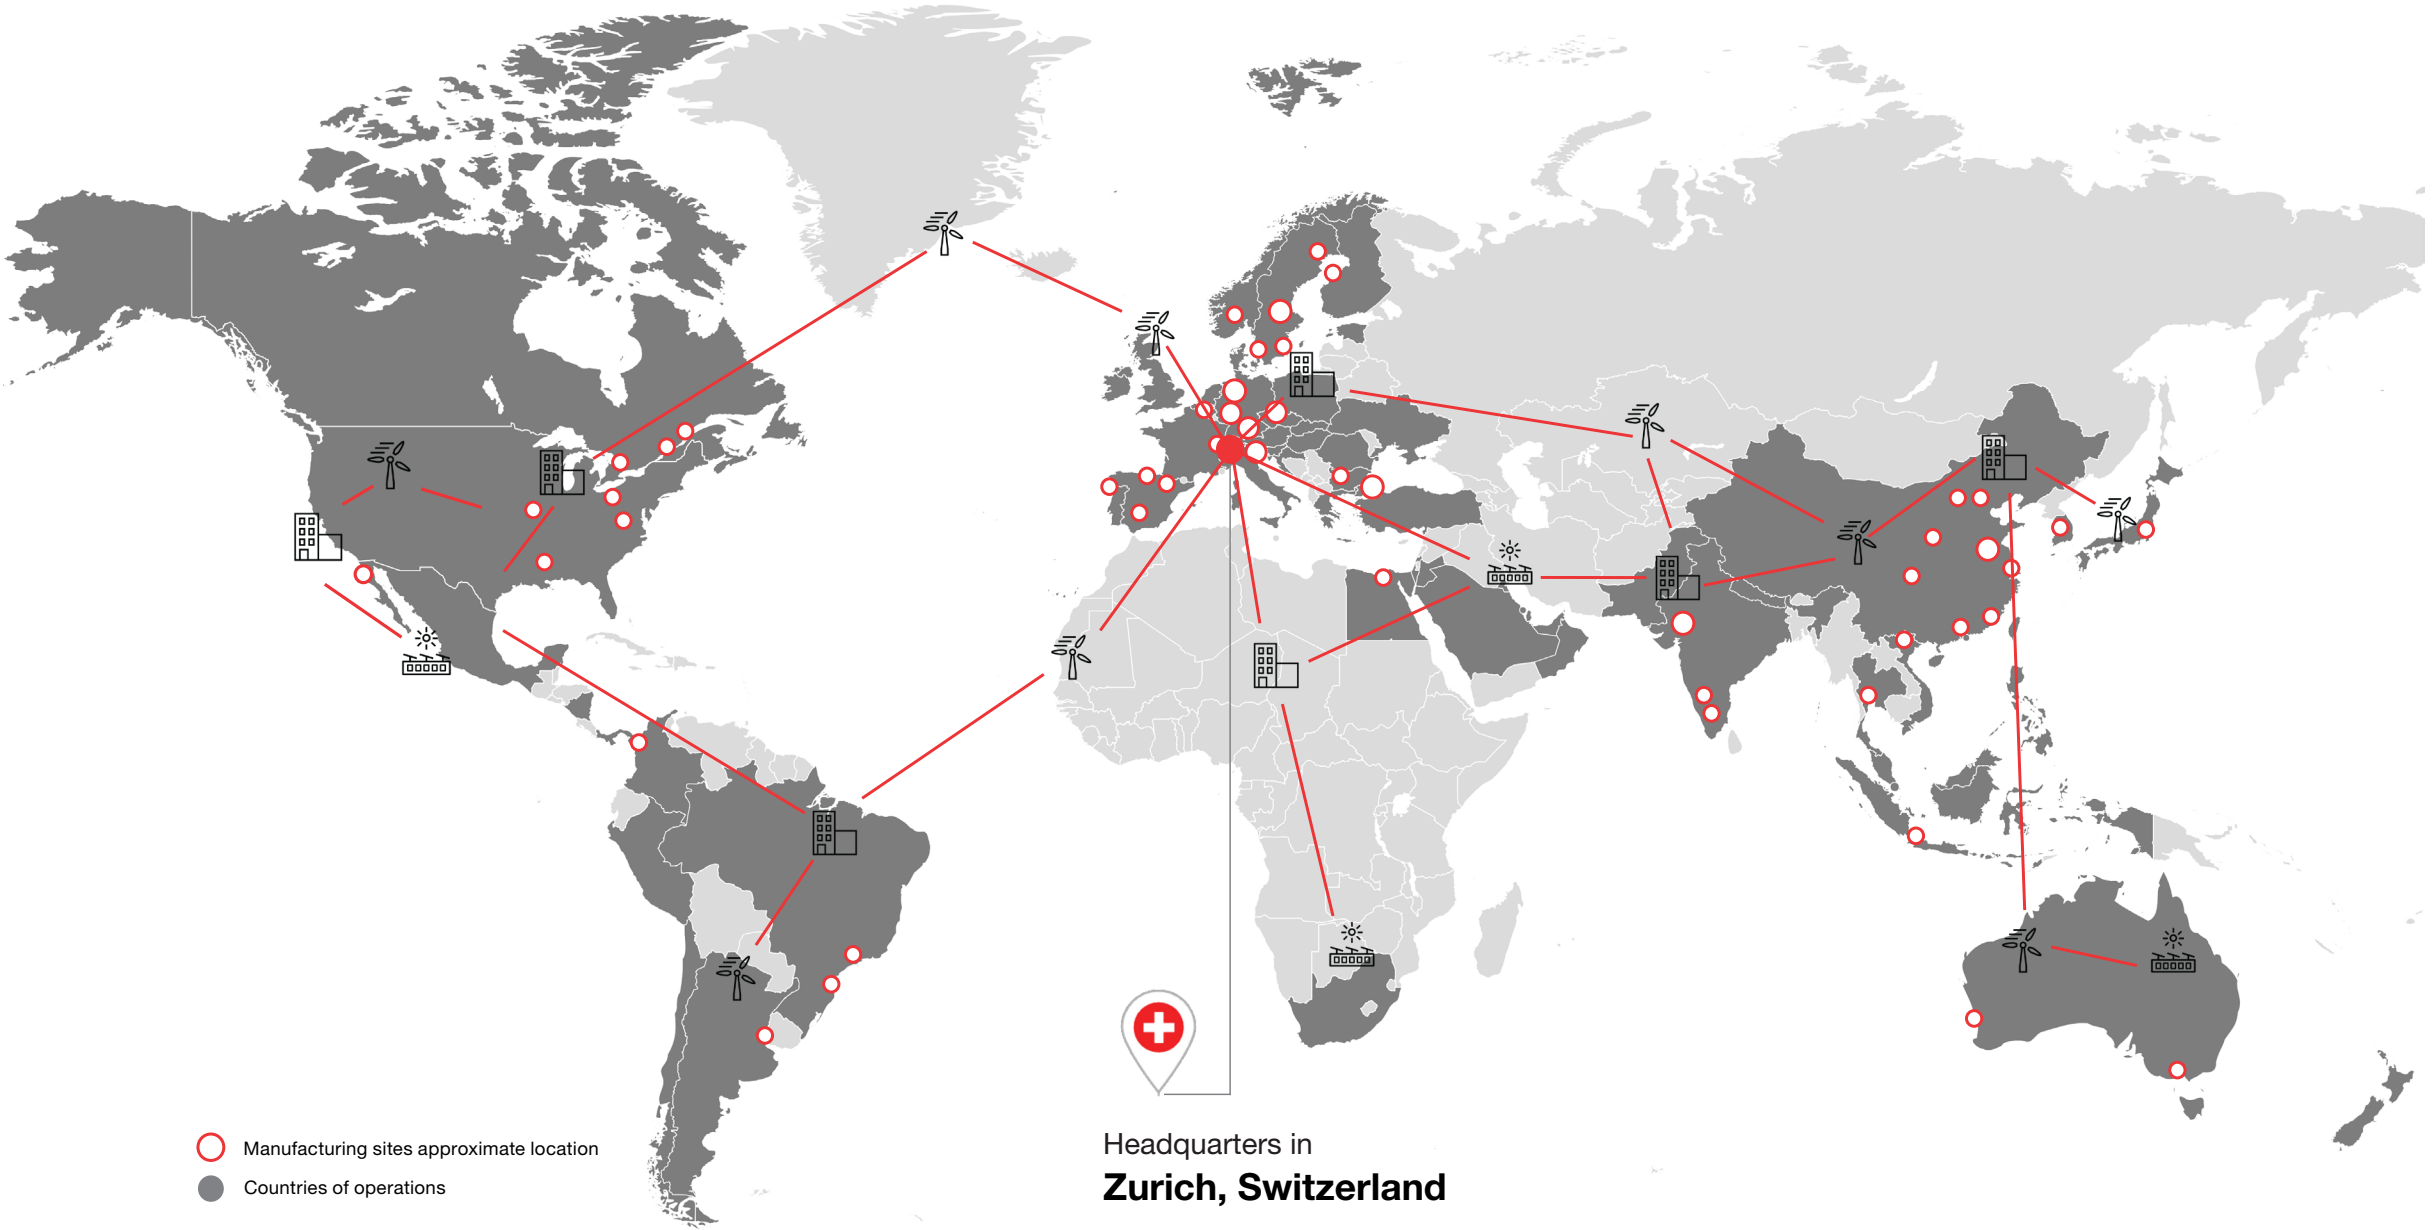 Manufacturing sites approximate location
Countries of operations
Headquarters in
Zurich, Switzerland